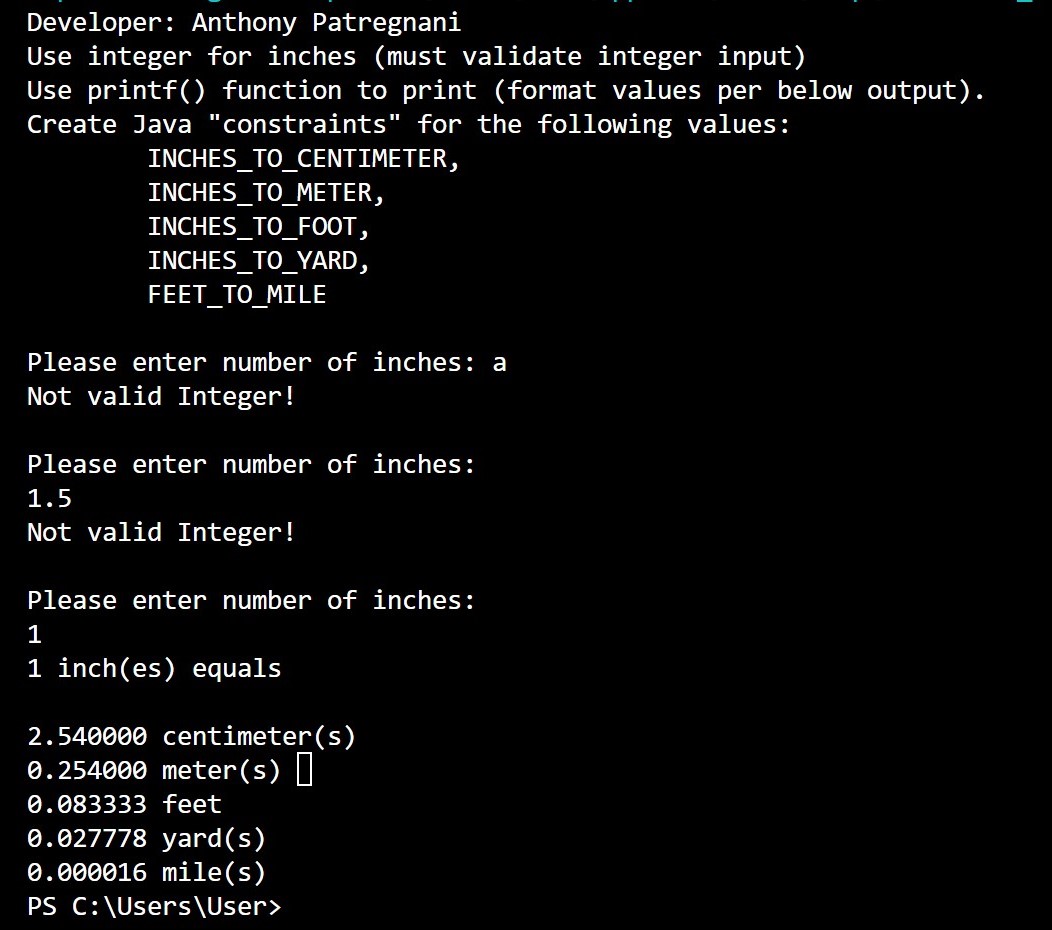 Developer: Anthony Patregnani
Use integer for inches (must validate integer input)
Use printf() function to print (format values per below output).
Create Java "constraints" for the following values:
        INCHES_TO_CENTIMETER,
        INCHES_TO_METER,
        INCHES_TO_FOOT,
        INCHES_TO_YARD,
        FEET_TO_MILE

Please enter number of inches: a
Not valid Integer!

Please enter number of inches:
1.5
Not valid Integer!

Please enter number of inches:
1
1 inch(es) equals

2.540000 centimeter(s)
0.254000 meter(s)
0.083333 feet
0.027778 yard(s)
0.000016 mile(s)
PS C:\Users\User>